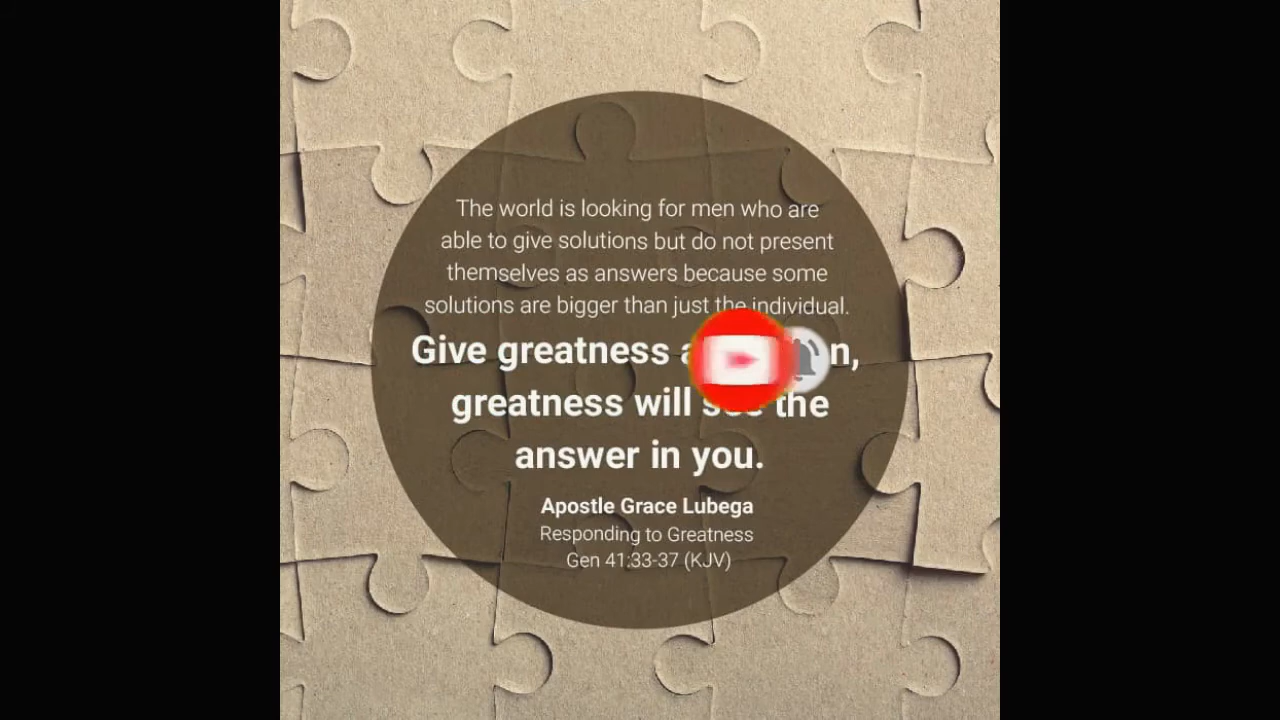 The world is looking for men who are
able to give solutions but do not present
themselves as answers because some
solutions are bigger than just the individual.
Give greatness
greatness will see the
answer in you.
Apostle Grace Lubega
Responding to Greatness
Gen 41:33-37 (KJV)